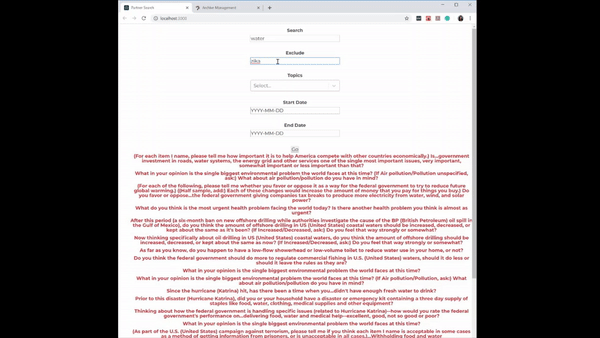 Pollster Search
Archive Management
localhost:3000
Search
water
Exclude
zika
Topics
Select...
Start Date
YYYY-MM-DD
End Date
YYYY-MM-DD
Go
(For each item I name, please tell me how important it is to help America compete with other countries economically.) Is...government
investment in roads, water systems, the energy grid and other services one of the single most important issues, very important,
somewhat important or less important than that?
What in your opinion is the single biggest environmental problem the world faces at this time? (If Air pollution/Pollution unspecified,
ask:) What about air pollution/pollution do you have in mind?
(For each of the following, please tell me whether you favor or oppose it as a way for the federal government to try to reduce future
global warming.) (Half sample, add:) Each of these changes would increase the amount of money that you pay for things you buy.) Do
you favor or oppose...the federal government giving companies tax breaks to produce more electricity from water, wind, and solar
power?
What do you think is the most urgent health problem facing the world today? Is there another health problem you think is almost as
urgent?
After this period (a six-month ban on new offshore drilling while authorities investigate the cause of the BP (British Petroleum) oil spill in
the Gulf of Mexico), do you think the amount of offshore drilling in US (United States) coastal waters should be increased, decreased,
or kept about the same as it's been? (If Increased/Decreased, ask:) Do you feel that way strongly or somewhat?
Now thinking specifically about oil drilling in US (United States) coastal waters, do you think the amount of offshore drilling should be
increased, decreased, or kept about the same as now? (If Increased/Decreased, ask:) Do you feel that way strongly or somewhat?
As far as you know, do you happen to have a low-flow showerhead or low-volume toilet to reduce water use in your home, or not?
Do you think the federal government should do more to regulate commercial fishing in U.S. (United States) waters, should it do less or
should it leave the rules as they are?
What in your opinion is the single biggest environmental problem the world faces at this time?
What in your opinion is the single biggest environmental problem the world faces at this time? (If Air pollution/Pollution, ask:) What
about air pollution/pollution do you have in mind?
Since the hurricane (Katrina) hit, has there been a time when you...didn't have enough fresh water to drink?
Prior to this disaster (Hurricane Katrina), did you or your household have a disaster or emergency kit containing a three day supply of
staples like food, water, clothing, medical supplies and other equipment?
Thinking about how the federal government is handling specific issues (related to Hurricane Katrina)--how would you rate the federal
government's performance on...delivering food, water and medical help--excellent, good, not so good or poor?
What in your opinion is the single biggest environmental problem the world faces at this time?
(As part of the U.S. (United States) campaign against terrorism, please tell me if you think each item I name is acceptable in some cases
as a method of getting information from prisoners, or is unacceptable in all cases.)...Withholding food and water